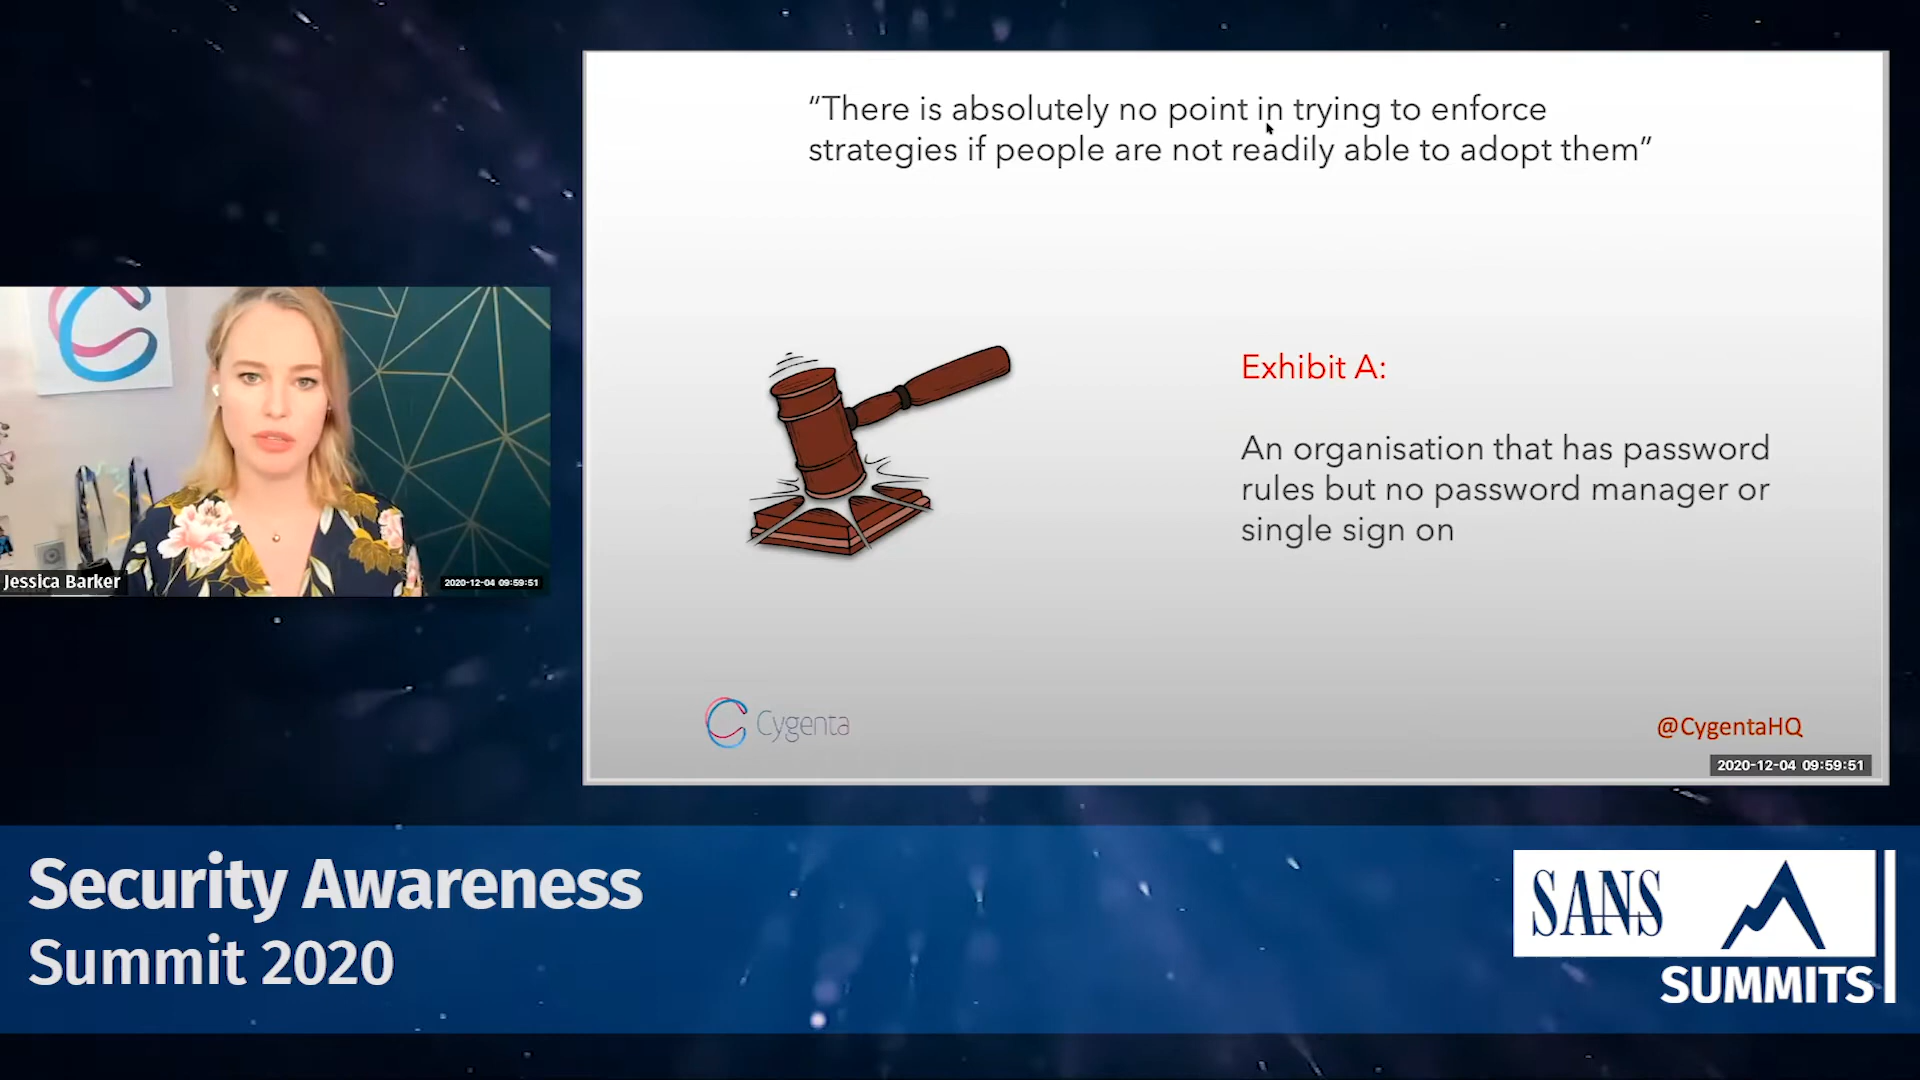 “There is absolutely no point in trying to enforce
strategies if people are not readily able to adopt them”
Exhibit A:
An organisation that has password
rules but no password manager or
single sign on
Cygenta
@CygentaHQ
2020-12-04 09:59:51
Jessica Barker
2020-12-04 09:59:51
Security Awareness
Summit 2020
SANS
SUMMITS